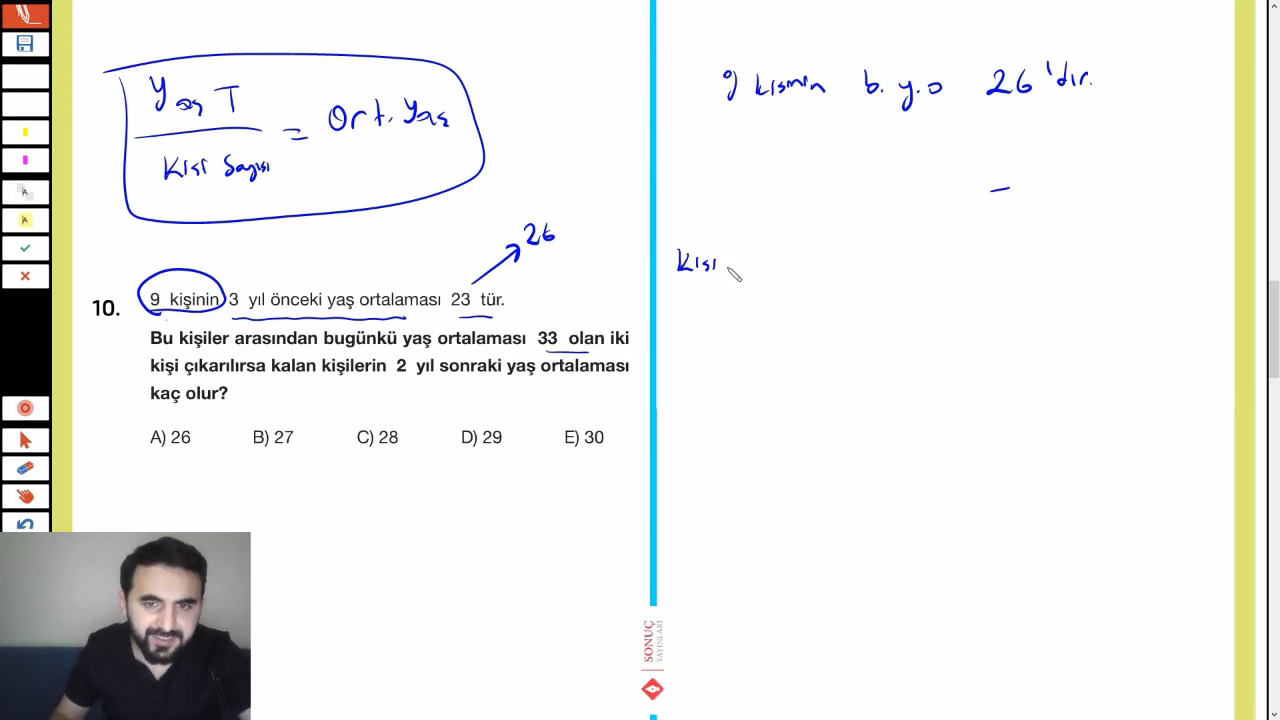 Yaş T
Kişi Sayısı
= Ort. Yaş
26
10.
9 kişinin 3 yıl önceki yaş ortalaması 23 tür.
Bu kişiler arasından bugünkü yaş ortalaması 33 olan iki
kişi çıkarılırsa kalan kişilerin 2 yıl sonraki yaş ortalaması
kaç olur?
A) 26 B) 27 C) 28 D) 29 E) 30
9 kişinin b.y.o 26'dır.
Kişi
SONUÇ
YAYINLARI